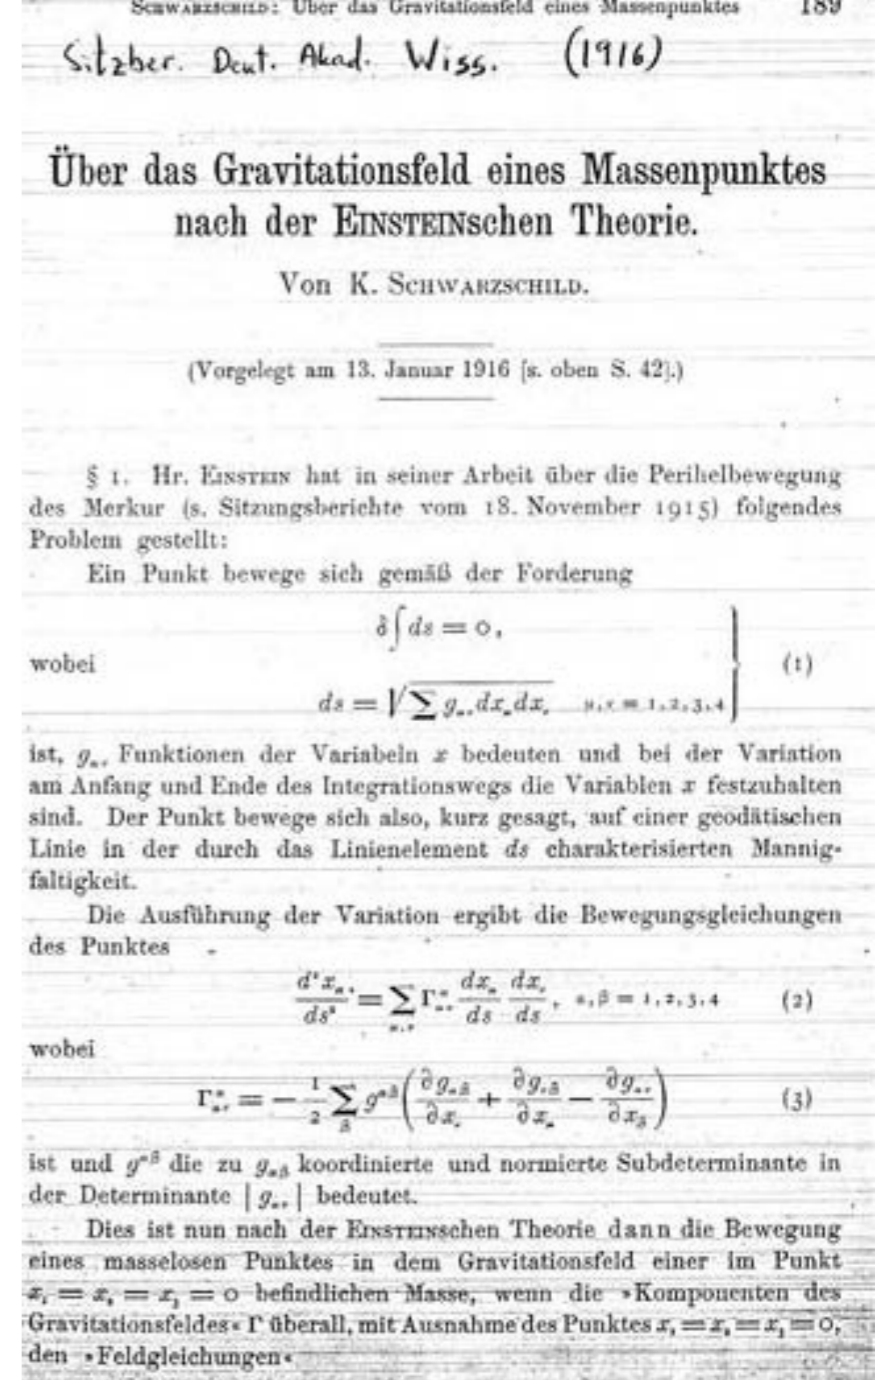 Schwarzschild: Über das Gravitationsfeld eines Massenpunktes 189
Sitzber. Deut. Akad. Wiss. (1916)
Über das Gravitationsfeld eines Massenpunktes
nach der Einsteinschen Theorie.
Von K. Schwarzschild.
(Vorgelegt am 13. Januar 1916 [s. oben S. 42].)
§ 1. Hr. Einstein hat in seiner Arbeit über die Perihelbewegung
des Merkur (s. Sitzungsberichte vom 18. November 1915) folgendes
Problem gestellt:
Ein Punkt bewege sich gemäß der Forderung
δ∫ds = 0,
wobei (1)
ds = √Σ g_μν dx_μ dx_ν μ, ν = 1, 2, 3, 4
ist, g_μν Funktionen der Variabeln x bedeuten und bei der Variation
am Anfang und Ende des Integrationswegs die Variablen x festzuhalten
sind. Der Punkt bewege sich also, kurz gesagt, auf einer geodätischen
Linie in der durch das Linienelement ds charakterisierten Mannig-
faltigkeit.
Die Ausführung der Variation ergibt die Bewegungsgleichungen
des Punktes
d²x_α/ds² = Σ_μ,ν Γ^α_μν dx_μ/ds dx_ν/ds, α, β = 1, 2, 3, 4 (2)
wobei
Γ^α_μν = − 1/2 Σ_β g^αβ (∂g_μβ/∂x_ν + ∂g_νβ/∂x_μ − ∂g_μν/∂x_β) (3)
ist und g^αβ die zu g_αβ koordinierte und normierte Subdeterminante in
der Determinante |g_μν| bedeutet.
Dies ist nun nach der Einsteinschen Theorie dann die Bewegung
eines masselosen Punktes in dem Gravitationsfeld einer im Punkt
x₁ = x₂ = x₃ = 0 befindlichen Masse, wenn die »Komponenten des
Gravitationsfeldes« Γ überall, mit Ausnahme des Punktes x₁ = x₂ = x₃ = 0,
den »Feldgleichungen«